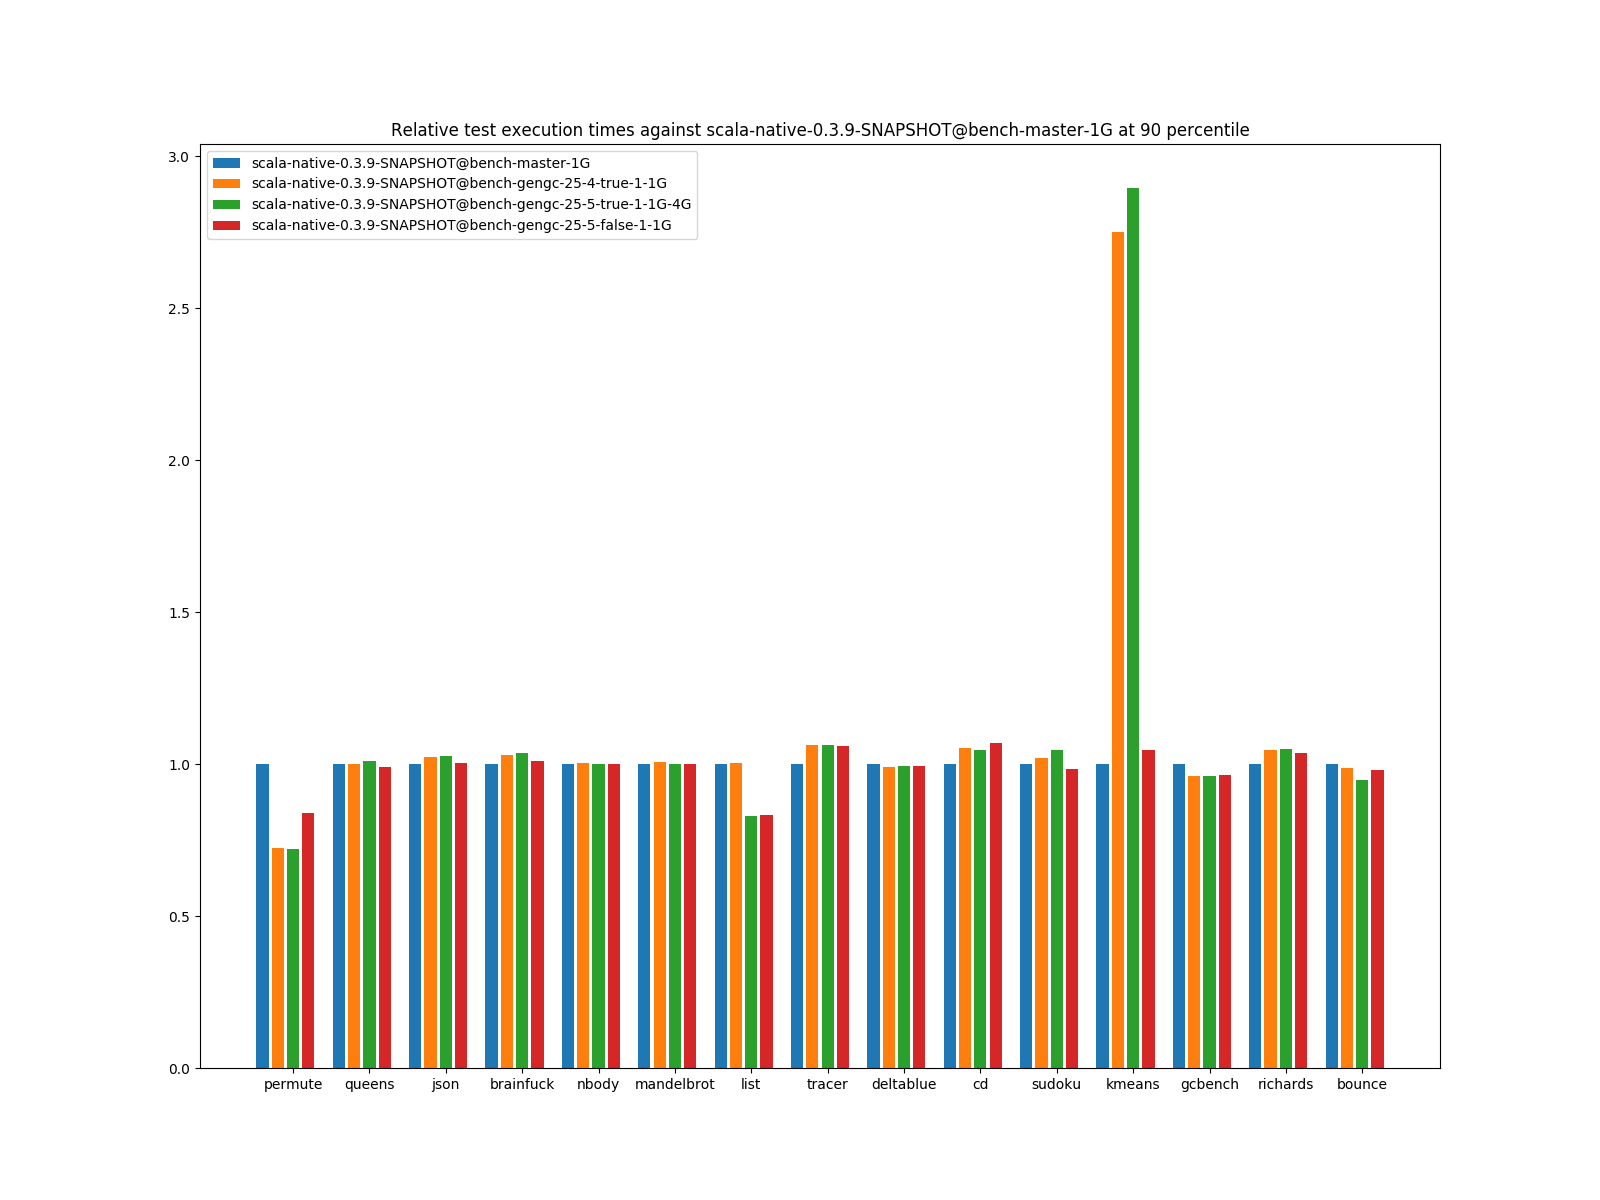 Relative test execution times against scala-native-0.3.9-SNAPSHOT@bench-master-1G at 90 percentile
scala-native-0.3.9-SNAPSHOT@bench-master-1G
scala-native-0.3.9-SNAPSHOT@bench-gengc-25-4-true-1-1G
scala-native-0.3.9-SNAPSHOT@bench-gengc-25-5-true-1-1G-4G
scala-native-0.3.9-SNAPSHOT@bench-gengc-25-5-false-1-1G
3.0
2.5
2.0
1.5
1.0
0.5
0.0
permute queens json brainfuck nbody mandelbrot list tracer deltablue cd sudoku kmeans gcbench richards bounce